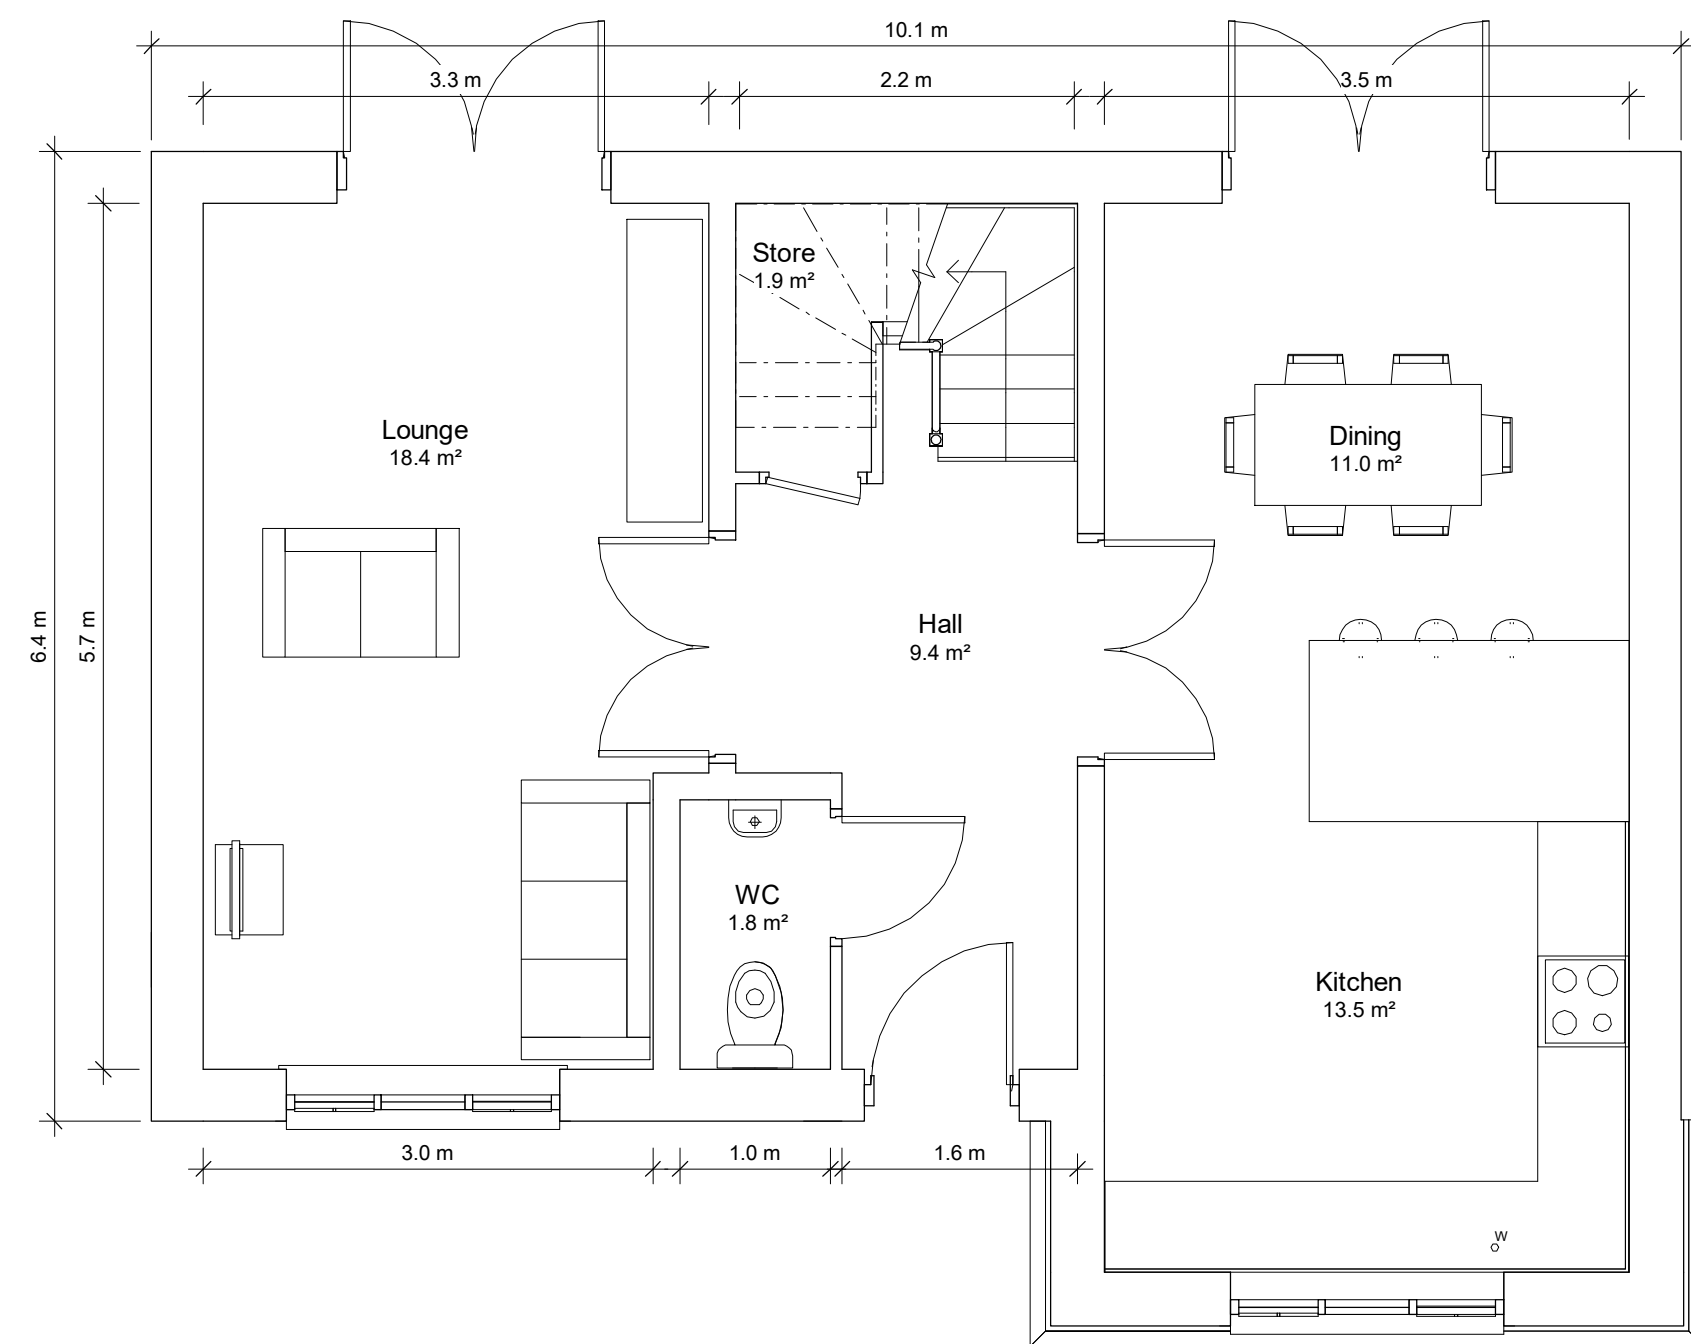 10.1 m
3.3 m
2.2 m
3.5 m
Store
1.9 m²
Lounge
18.4 m²
Dining
11.0 m²
6.4 m
5.7 m
Hall
9.4 m²
WC
1.8 m²
Kitchen
13.5 m²
3.0 m
1.0 m
1.6 m
W